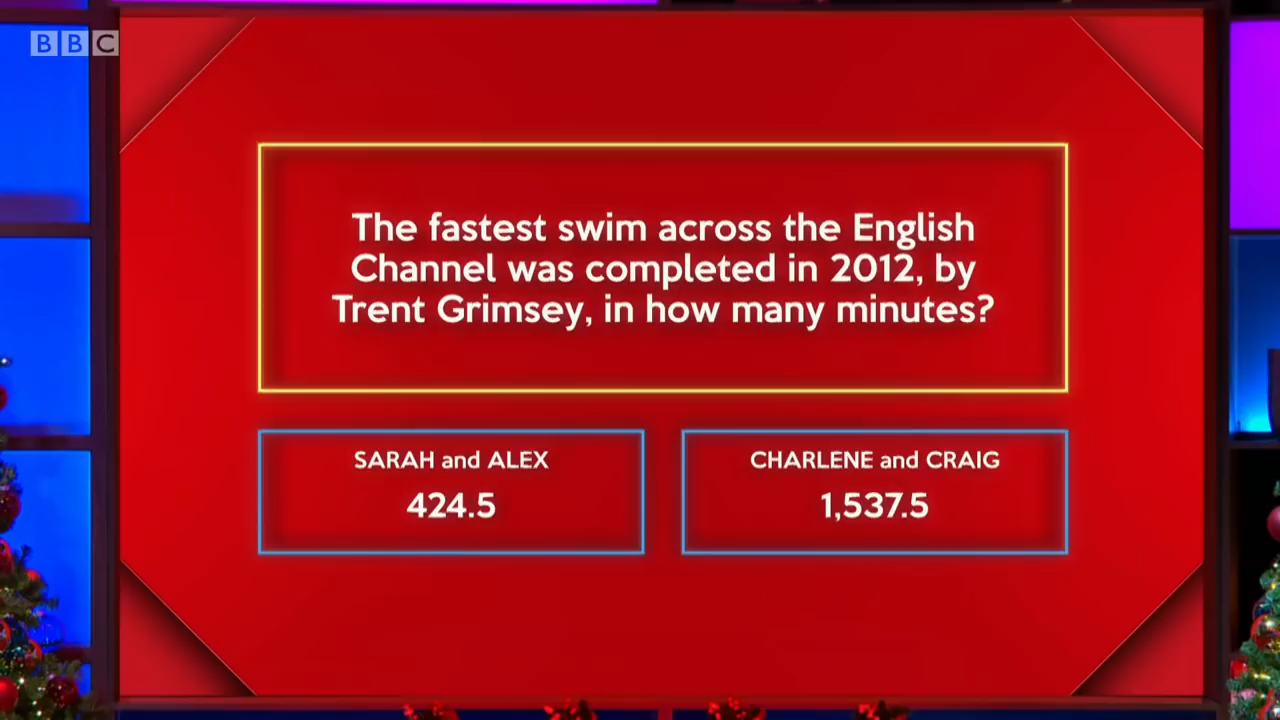 BBC
The fastest swim across the English
Channel was completed in 2012, by
Trent Grimsey, in how many minutes?
SARAH and ALEX
424.5
CHARLENE and CRAIG
1,537.5